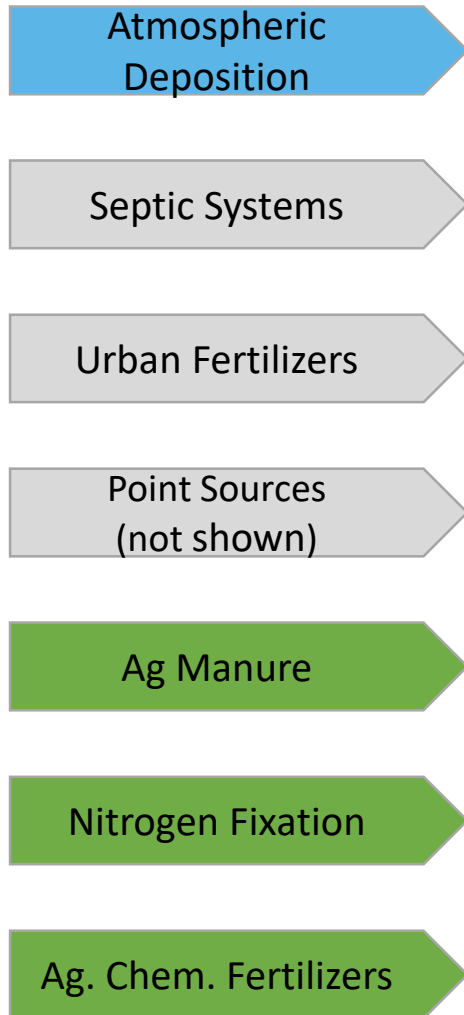 Atmospheric
Deposition
Septic Systems
Urban Fertilizers
Point Sources
(not shown)
Ag Manure
Nitrogen Fixation
Ag. Chem. Fertilizers